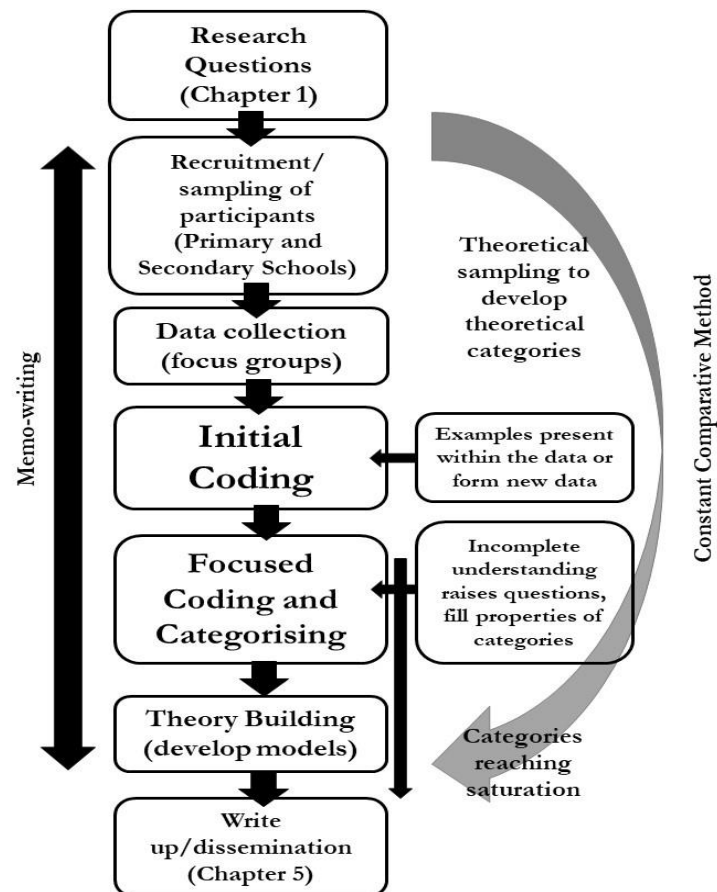 Research
Questions
(Chapter 1)
Recruitment/
sampling of
participants
(Primary and
Secondary Schools)
Data collection
(focus groups)
Initial
Coding
Focused
Coding and
Categorising
Theory Building
(develop models)
Write
up/dissemination
(Chapter 5)
Memo-writing
Theoretical
sampling to
develop
theoretical
categories
Examples present
within the data or
form new data
Incomplete
understanding
raises questions,
fill properties of
categories
Categories
reaching
saturation
Constant Comparative Method